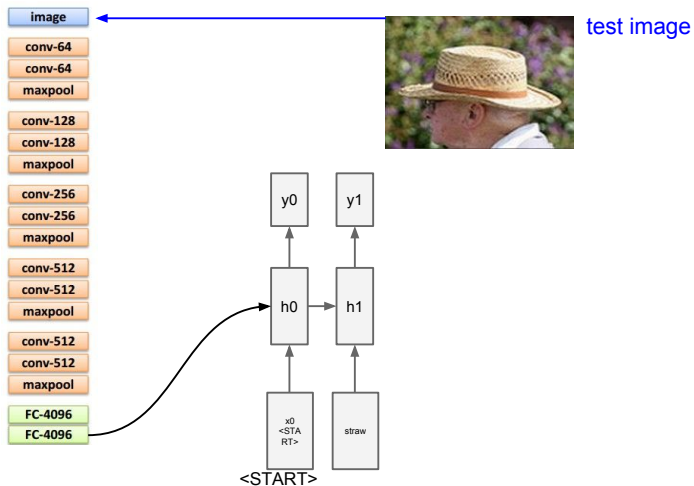 image
test image
conv-64
conv-64
maxpool
conv-128
conv-128
maxpool
conv-256
conv-256
maxpool
conv-512
conv-512
maxpool
conv-512
conv-512
maxpool
FC-4096
FC-4096
y0
y1
h0
h1
x0
<STA
RT>
straw
<START>